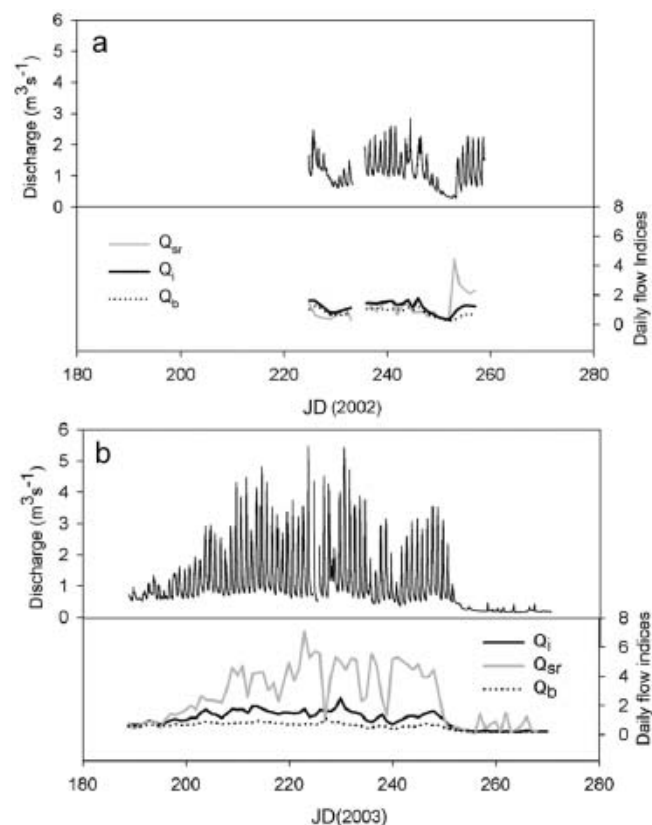 a
6
5
4
3
2
1
0
Discharge (m³s⁻¹)
8
6
4
2
0
Daily flow Indices
Qsr
Qi
Qb
180 200 220 240 260 280
JD (2002)
b
6
5
4
3
2
1
0
Discharge (m³s⁻¹)
8
6
4
2
0
Daily flow indices
Qi
Qsr
Qb
180 200 220 240 260 280
JD(2003)